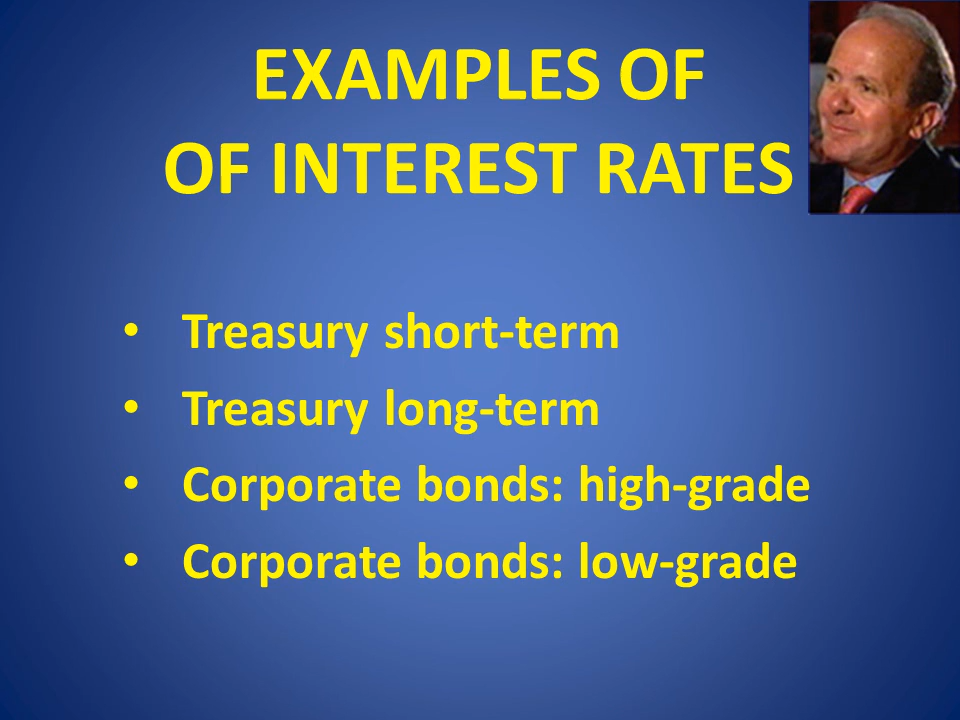 EXAMPLES OF
OF INTEREST RATES
• Treasury short-term
• Treasury long-term
• Corporate bonds: high-grade
• Corporate bonds: low-grade